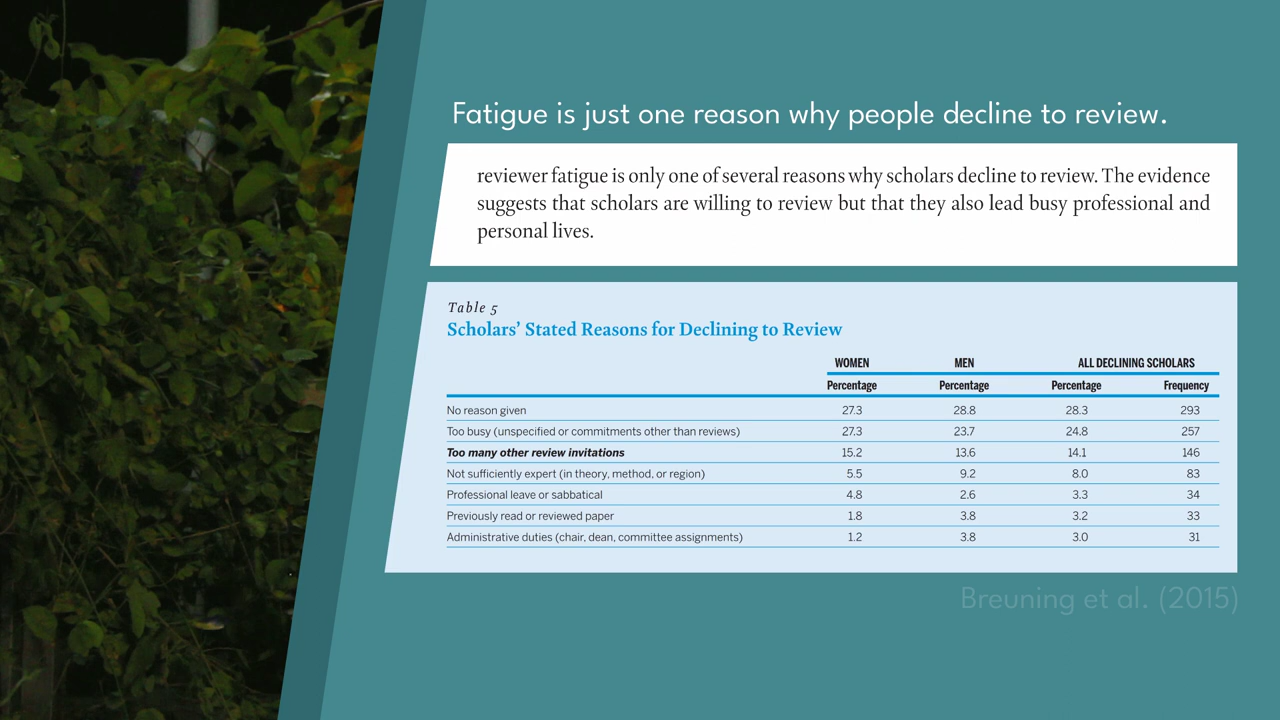 Fatigue is just one reason why people decline to review.
reviewer fatigue is only one of several reasons why scholars decline to review. The evidence
suggests that scholars are willing to review but that they also lead busy professional and
personal lives.
Table 5
Scholars’ Stated Reasons for Declining to Review
WOMEN MEN ALL DECLINING SCHOLARS
Percentage Percentage Percentage Frequency
No reason given 27.3 28.8 28.3 293
Too busy (unspecified or commitments other than reviews) 27.3 23.7 24.8 257
Too many other review invitations 15.2 13.6 14.1 146
Not sufficiently expert (in theory, method, or region) 5.5 9.2 8.0 83
Professional leave or sabbatical 4.8 2.6 3.3 34
Previously read or reviewed paper 1.8 3.8 3.2 33
Administrative duties (chair, dean, committee assignments) 1.2 3.8 3.0 31
Breuning et al. (2015)